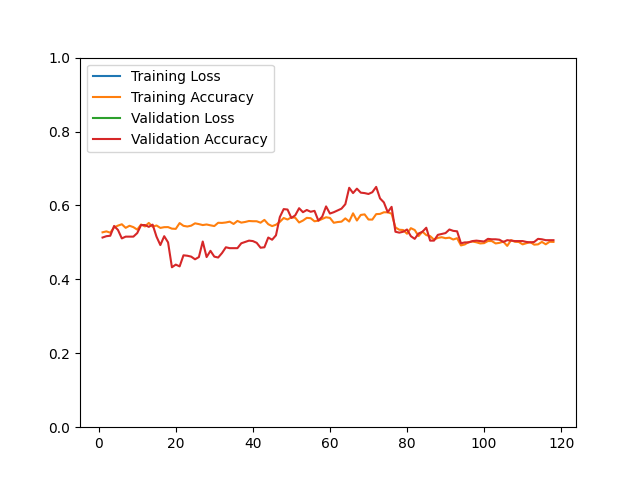 1.0
0.8
0.6
0.4
0.2
0.0
Training Loss
Training Accuracy
Validation Loss
Validation Accuracy
0 20 40 60 80 100 120